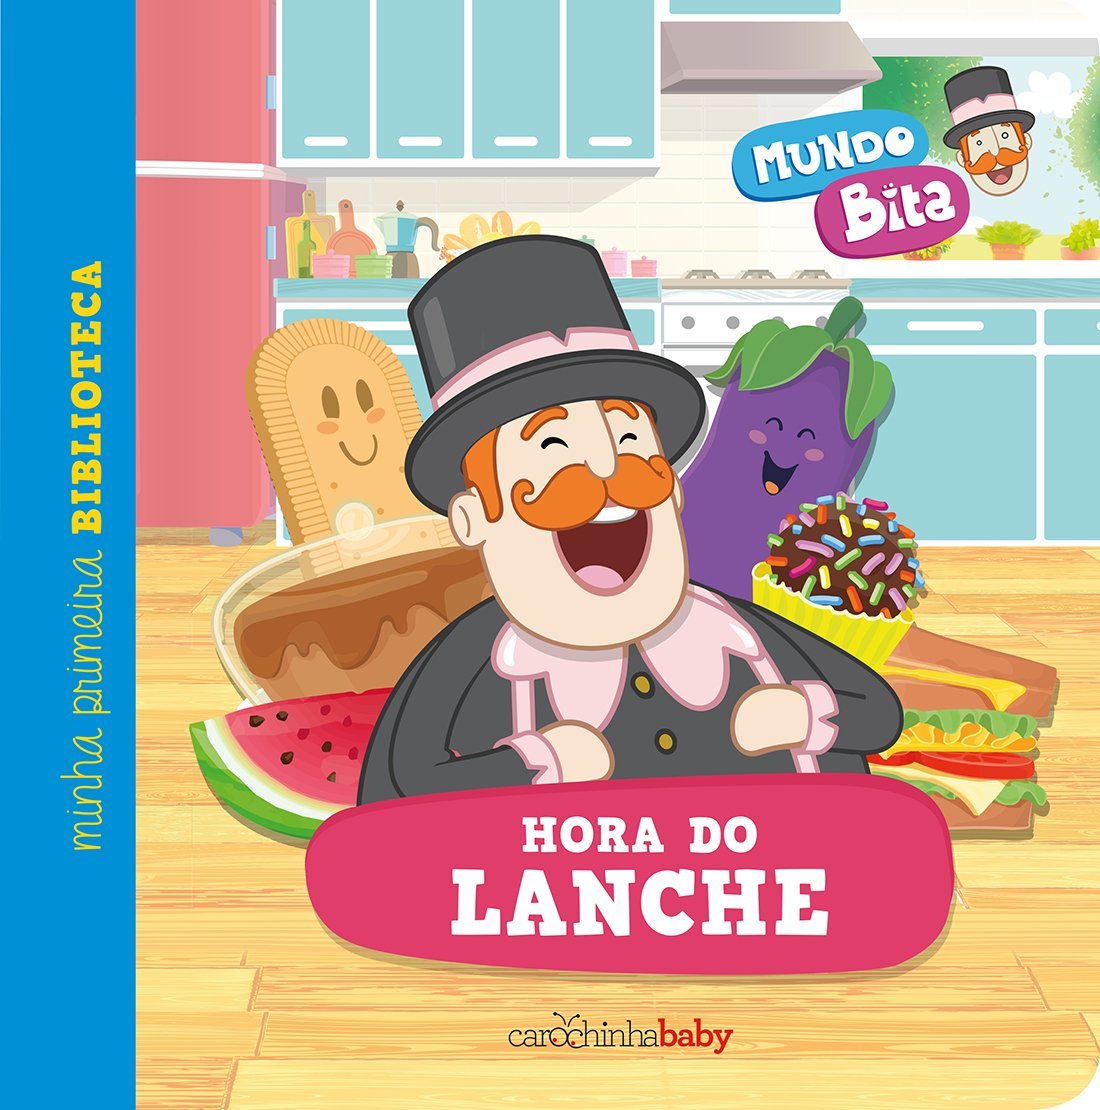 minha primeira BIBLIOTECA
MUNDO
Bita
HORA DO
LANCHE
carochinhababy